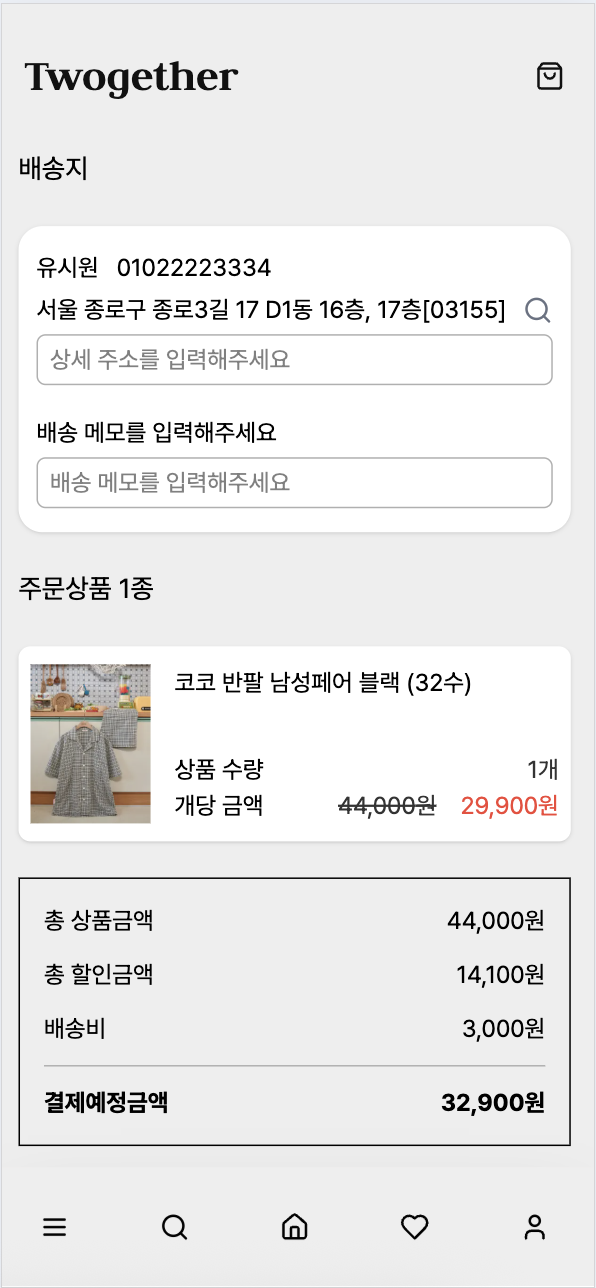 Twogether
배송지
유시원 01022223334
서울 종로구 종로3길 17 D1동 16층, 17층[03155]
상세 주소를 입력해주세요
배송 메모를 입력해주세요
배송 메모를 입력해주세요
주문상품 1종
코코 반팔 남성페어 블랙 (32수)
상품 수량 1개
개당 금액 44,000원 29,900원
총 상품금액 44,000원
총 할인금액 14,100원
배송비 3,000원
결제예정금액 32,900원